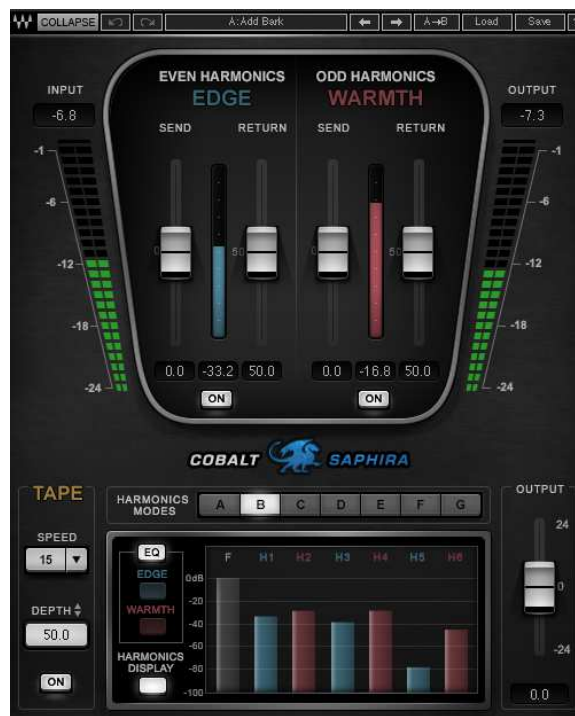 COLLAPSE
A:Add Bark
A→B
Load
Save
INPUT
-6.8
EVEN HARMONICS
EDGE
ODD HARMONICS
WARMTH
OUTPUT
-7.3
SEND
RETURN
SEND
RETURN
-1
-6
-12
-18
-24
0
50
0
50
-1
-6
-12
-18
-24
0.0
-33.2
50.0
0.0
-16.8
50.0
ON
ON
COBALT
SAPHIRA
TAPE
SPEED
15
DEPTH
50.0
ON
HARMONICS
MODES
A
B
C
D
E
F
G
EQ
EDGE
WARMTH
HARMONICS
DISPLAY
F
H1
H2
H3
H4
H5
H6
0dB
-20
-40
-60
-80
-100
OUTPUT
24
0
-24
0.0